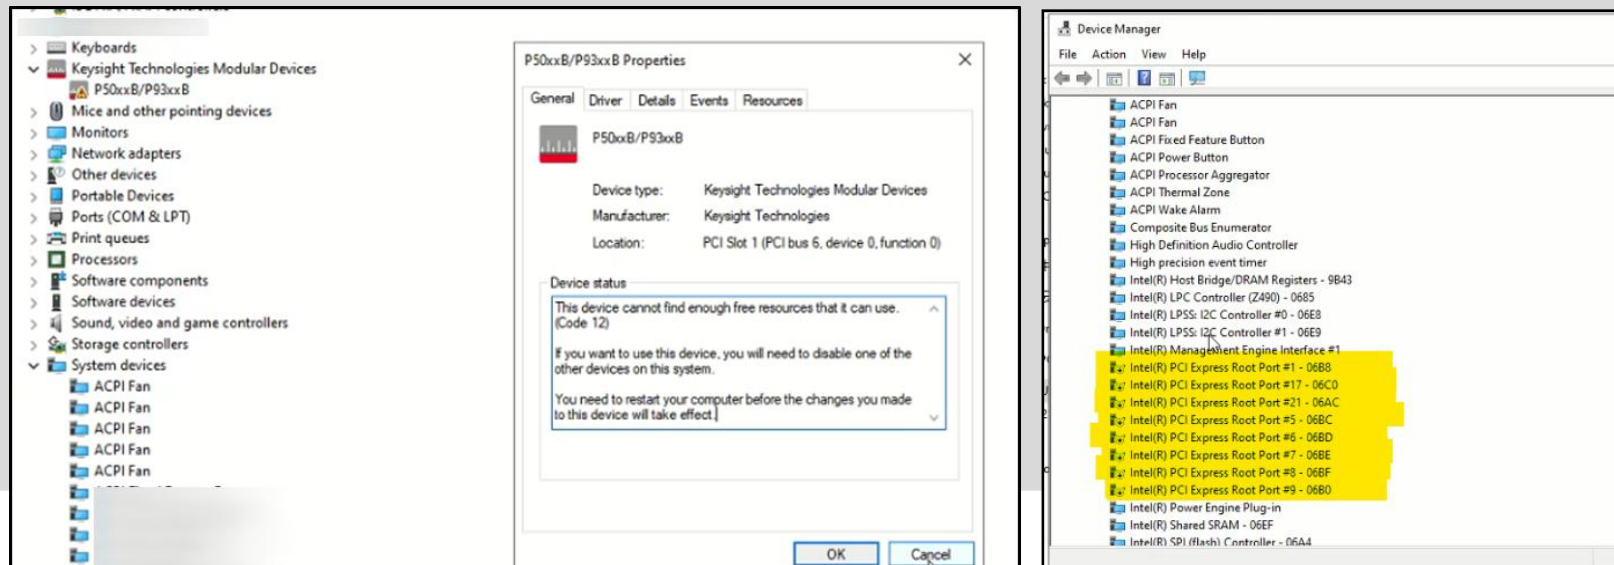 Keyboards
Keysight Technologies Modular Devices
P50xxB/P93xxB
Mice and other pointing devices
Monitors
Network adapters
Other devices
Portable Devices
Ports (COM & LPT)
Print queues
Processors
Software components
Software devices
Sound, video and game controllers
Storage controllers
System devices
ACPI Fan
ACPI Fan
ACPI Fan
ACPI Fan
ACPI Fan
P50xxB/P93xxB Properties
General Driver Details Events Resources
P50xxB/P93xxB
Device type: Keysight Technologies Modular Devices
Manufacturer: Keysight Technologies
Location: PCI Slot 1 (PCI bus 6, device 0, function 0)
Device status
This device cannot find enough free resources that it can use.
(Code 12)
If you want to use this device, you will need to disable one of the
other devices on this system.
You need to restart your computer before the changes you made
to this device will take effect.
OK Cancel
Device Manager
File Action View Help
ACPI Fan
ACPI Fan
ACPI Fixed Feature Button
ACPI Power Button
ACPI Processor Aggregator
ACPI Thermal Zone
ACPI Wake Alarm
Composite Bus Enumerator
High Definition Audio Controller
High precision event timer
Intel(R) Host Bridge/DRAM Registers - 9B43
Intel(R) LPC Controller (Z490) - 0685
Intel(R) LPSS: I2C Controller #0 - 06E8
Intel(R) LPSS: I2C Controller #1 - 06E9
Intel(R) Management Engine Interface #1
Intel(R) PCI Express Root Port #1 - 06B8
Intel(R) PCI Express Root Port #17 - 06C0
Intel(R) PCI Express Root Port #21 - 06AC
Intel(R) PCI Express Root Port #5 - 06BC
Intel(R) PCI Express Root Port #6 - 06BD
Intel(R) PCI Express Root Port #7 - 06BE
Intel(R) PCI Express Root Port #8 - 06BF
Intel(R) PCI Express Root Port #9 - 06B0
Intel(R) Power Engine Plug-in
Intel(R) Shared SRAM - 06EF
Intel(R) SPI (flash) Controller - 06A4